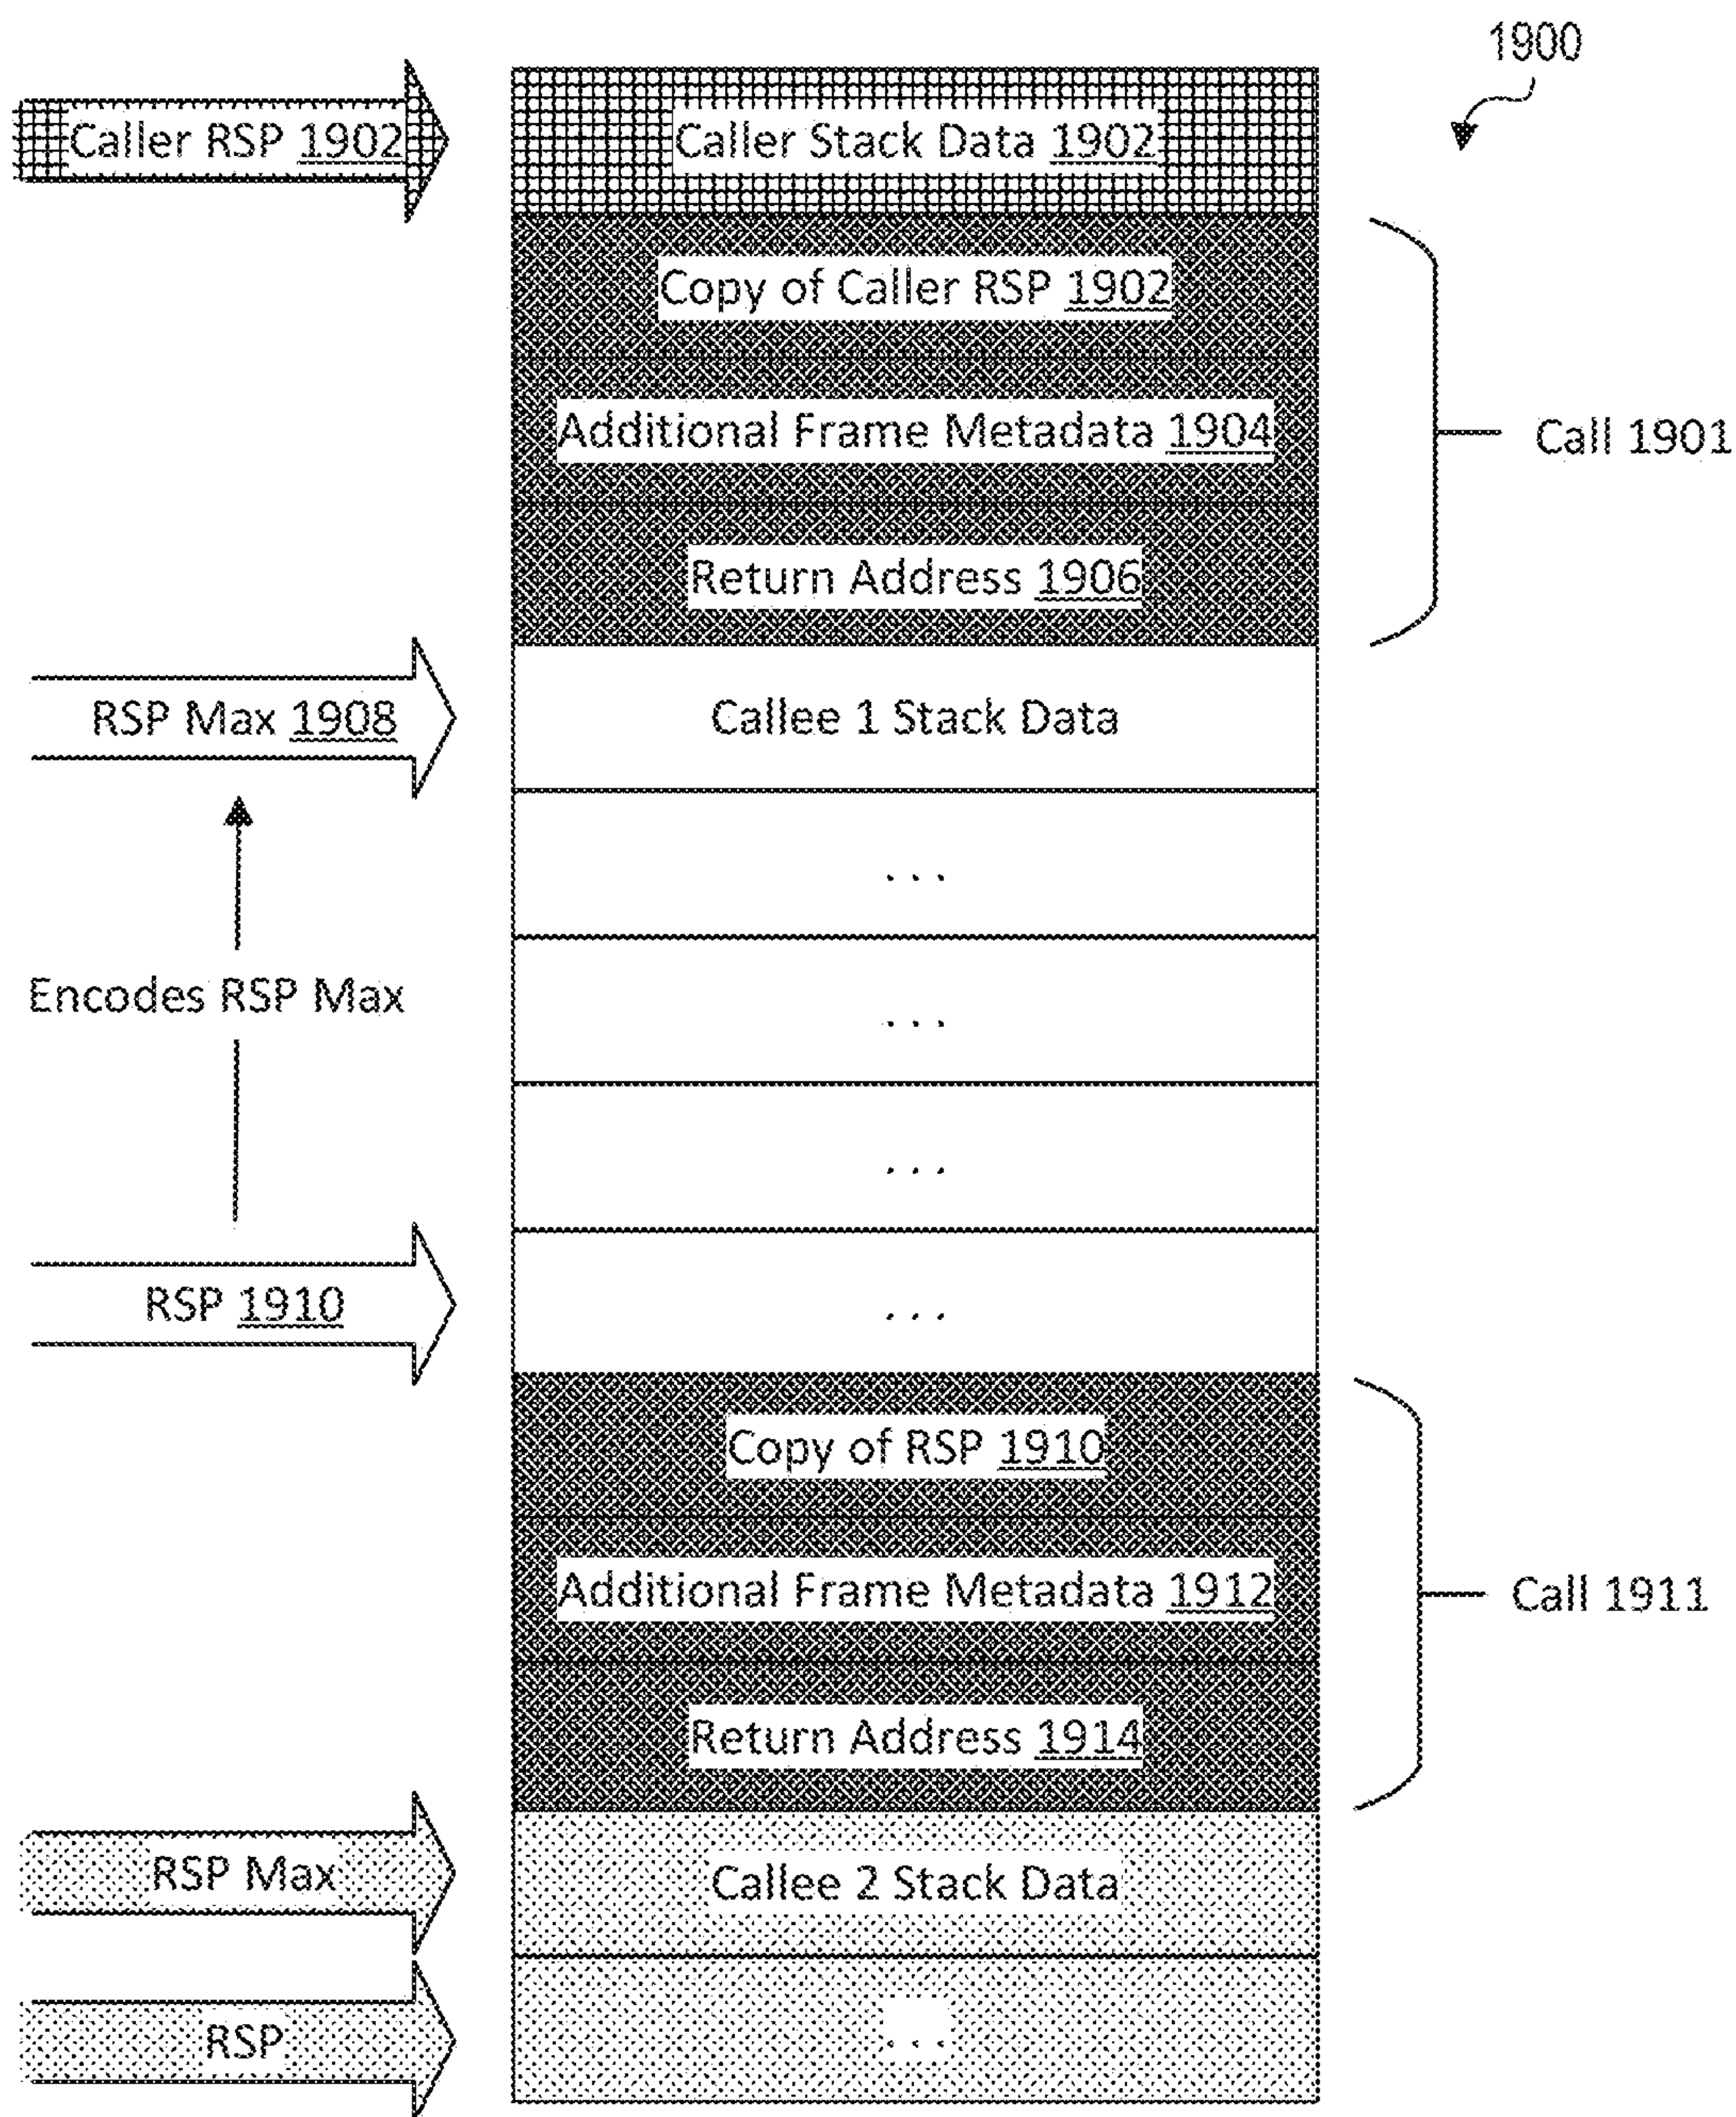 1900
Caller RSP 1902
Caller Stack Data 1902
Copy of Caller RSP 1902
Additional Frame Metadata 1904
Call 1901
Return Address 1906
RSP Max 1908
Callee 1 Stack Data
. . .
Encodes RSP Max
. . .
. . .
RSP 1910
. . .
Copy of RSP 1910
Additional Frame Metadata 1912
Call 1911
Return Address 1914
RSP Max
Callee 2 Stack Data
RSP
. . .